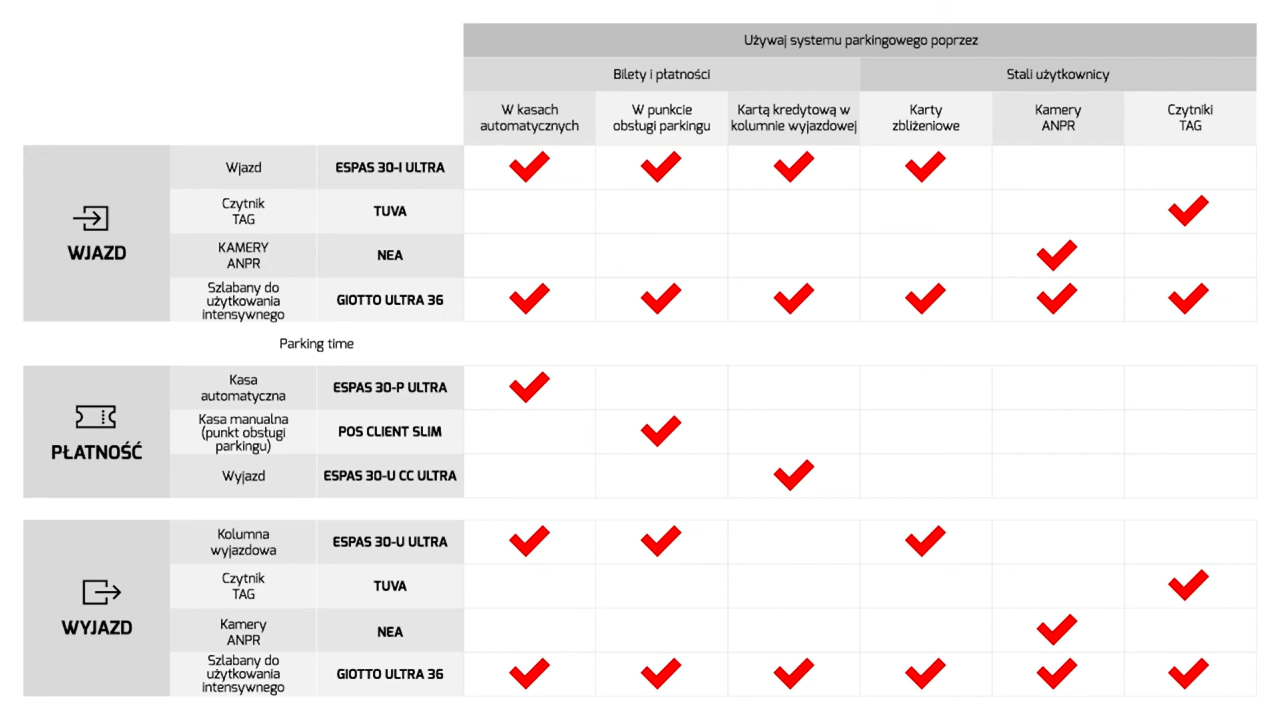 Używaj systemu parkingowego poprzez
Bilety i płatności
Stali użytkownicy
W kasach
automatycznych
W punkcie
obsługi parkingu
Kartą kredytową w
kolumnie wyjazdowej
Karty
zbliżeniowe
Kamery
ANPR
Czytniki
TAG
WJAZD
Wjazd
ESPAS 30-I ULTRA
Czytnik
TAG
TUVA
KAMERY
ANPR
NEA
Szlabany do
użytkowania
intensywnego
GIOTTO ULTRA 36
Parking time
PŁATNOŚĆ
Kasa
automatyczna
ESPAS 30-P ULTRA
Kasa manualna
(punkt obsługi
parkingu)
POS CLIENT SLIM
Wyjazd
ESPAS 30-U CC ULTRA
WYJAZD
Kolumna
wyjazdowa
ESPAS 30-U ULTRA
Czytnik
TAG
TUVA
Kamery
ANPR
NEA
Szlabany do
użytkowania
intensywnego
GIOTTO ULTRA 36